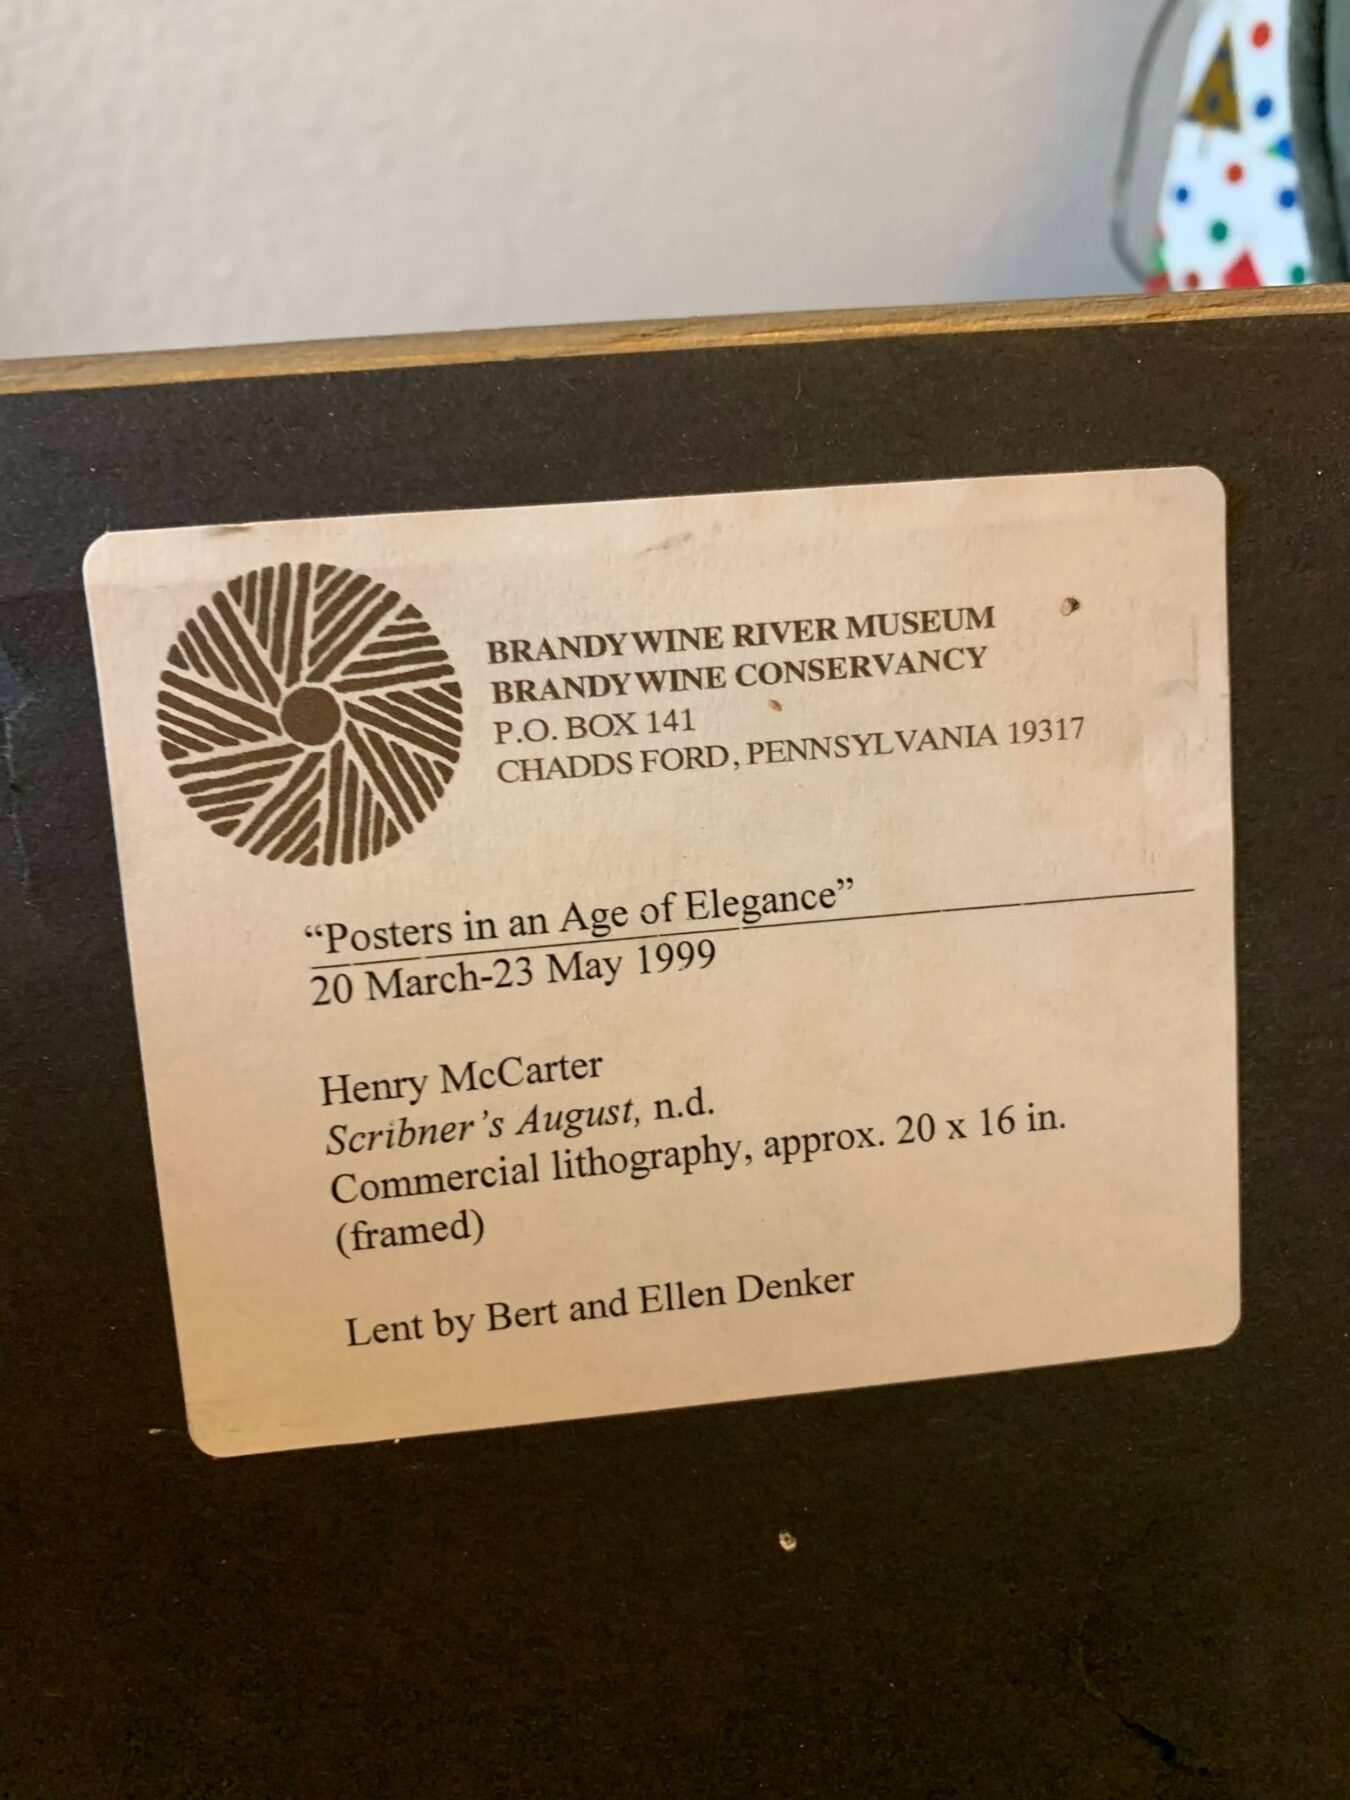 BRANDYWINE RIVER MUSEUM
BRANDYWINE CONSERVANCY
P.O. BOX 141
CHADDS FORD, PENNSYLVANIA 19317
“Posters in an Age of Elegance”
20 March-23 May 1999
Henry McCarter
Scribner’s August, n.d.
Commercial lithography, approx. 20 x 16 in.
(framed)
Lent by Bert and Ellen Denker